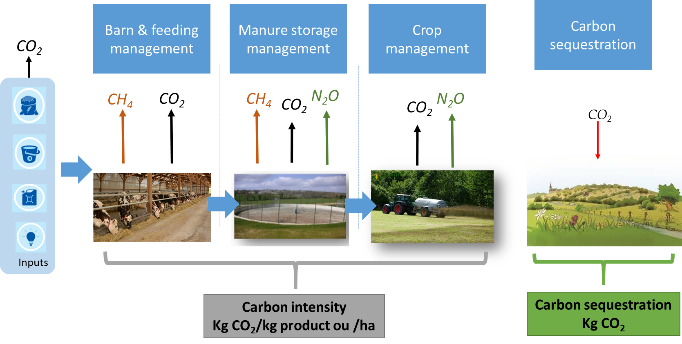 Barn & feeding
management
Manure storage
management
Crop
management
Carbon
sequestration
CO2
CH4
CO2
CH4
CO2
N2O
CO2
N2O
CO2
Inputs
Carbon intensity
Kg CO2/kg product ou /ha
Carbon sequestration
Kg CO2